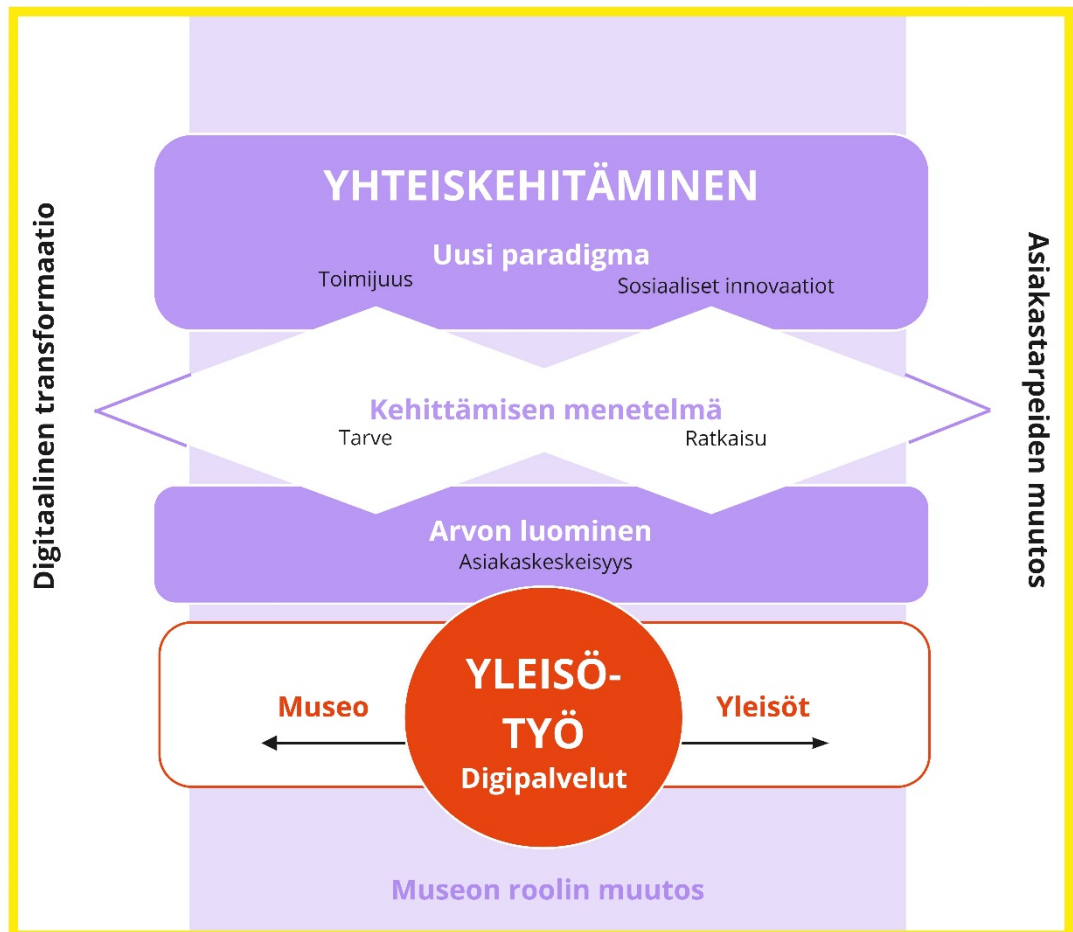 YHTEISKEHITÄMINEN
Uusi paradigma
Toimijuus
Sosiaaliset innovaatiot
Digitaalinen transformaatio
Asiakastarpeiden muutos
Kehittämisen menetelmä
Tarve
Ratkaisu
Arvon luominen
Asiakaskeskeisyys
YLEISÖ-
TYÖ
Digipalvelut
Museo
Yleisöt
Museon roolin muutos